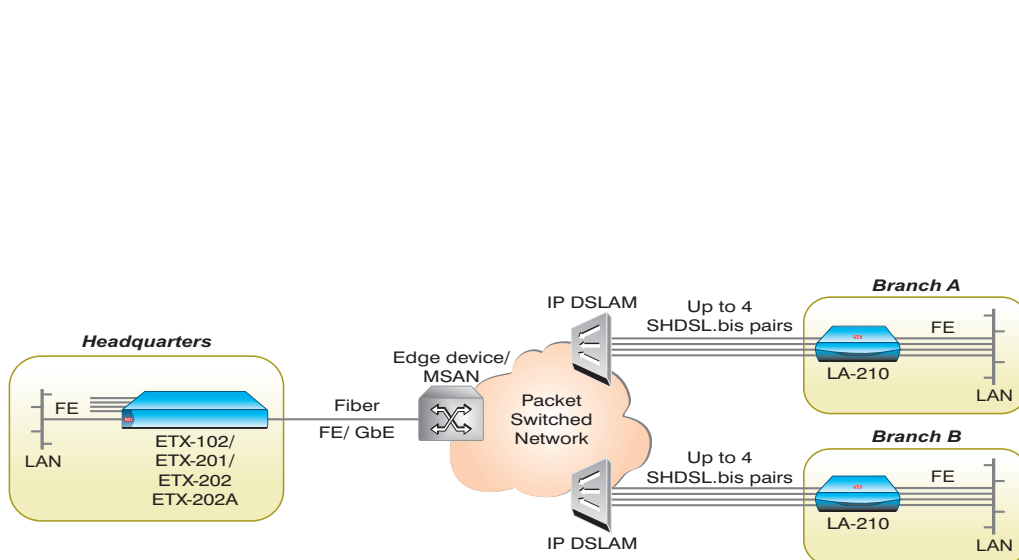 Headquarters
FE
LAN
ETX-102/
ETX-201/
ETX-202
ETX-202A
Fiber
FE/ GbE
Edge device/
MSAN
Packet
Switched
Network
IP DSLAM
Up to 4
SHDSL.bis pairs
Branch A
FE
LA-210
LAN
IP DSLAM
Up to 4
SHDSL.bis pairs
Branch B
FE
LA-210
LAN